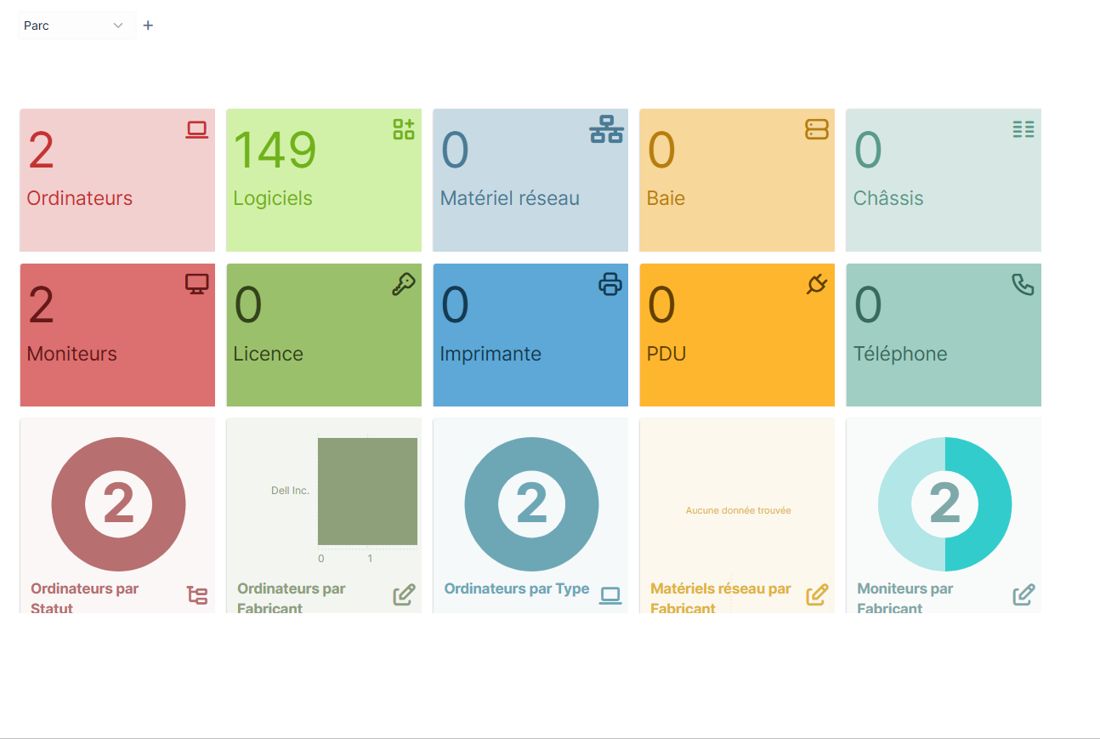 Parc
2
Ordinateurs
149
Logiciels
0
Matériel réseau
0
Baie
0
Châssis
2
Moniteurs
0
Licence
0
Imprimante
0
PDU
0
Téléphone
2
Ordinateurs par
Statut
Dell Inc.
0 1
Ordinateurs par
Fabricant
2
Ordinateurs par Type
Aucune donnée trouvée
Matériels réseau par
Fabricant
2
Moniteurs par
Fabricant